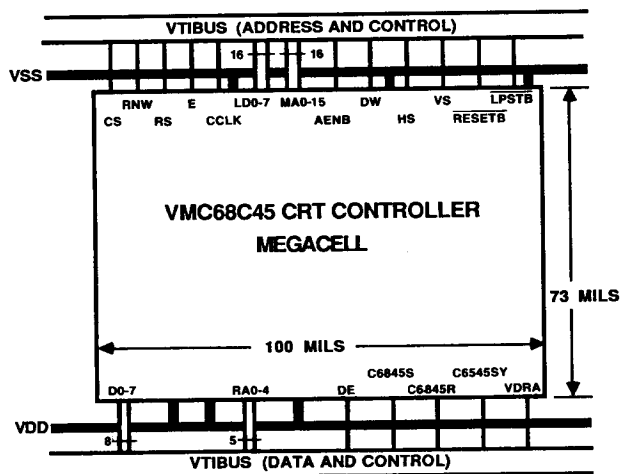 VTIBUS (ADDRESS AND CONTROL)
16 16
VSS
RNW E LD0-7 MA0-15 DW VS LPSTB
CS RS CCLK AENB HS RESETB
VMC68C45 CRT CONTROLLER
MEGACELL
73 MILS
100 MILS
C6845S C6545SY
D0-7 RA0-4 DE C6845R VDRA
VDD
8 5
VTIBUS (DATA AND CONTROL)